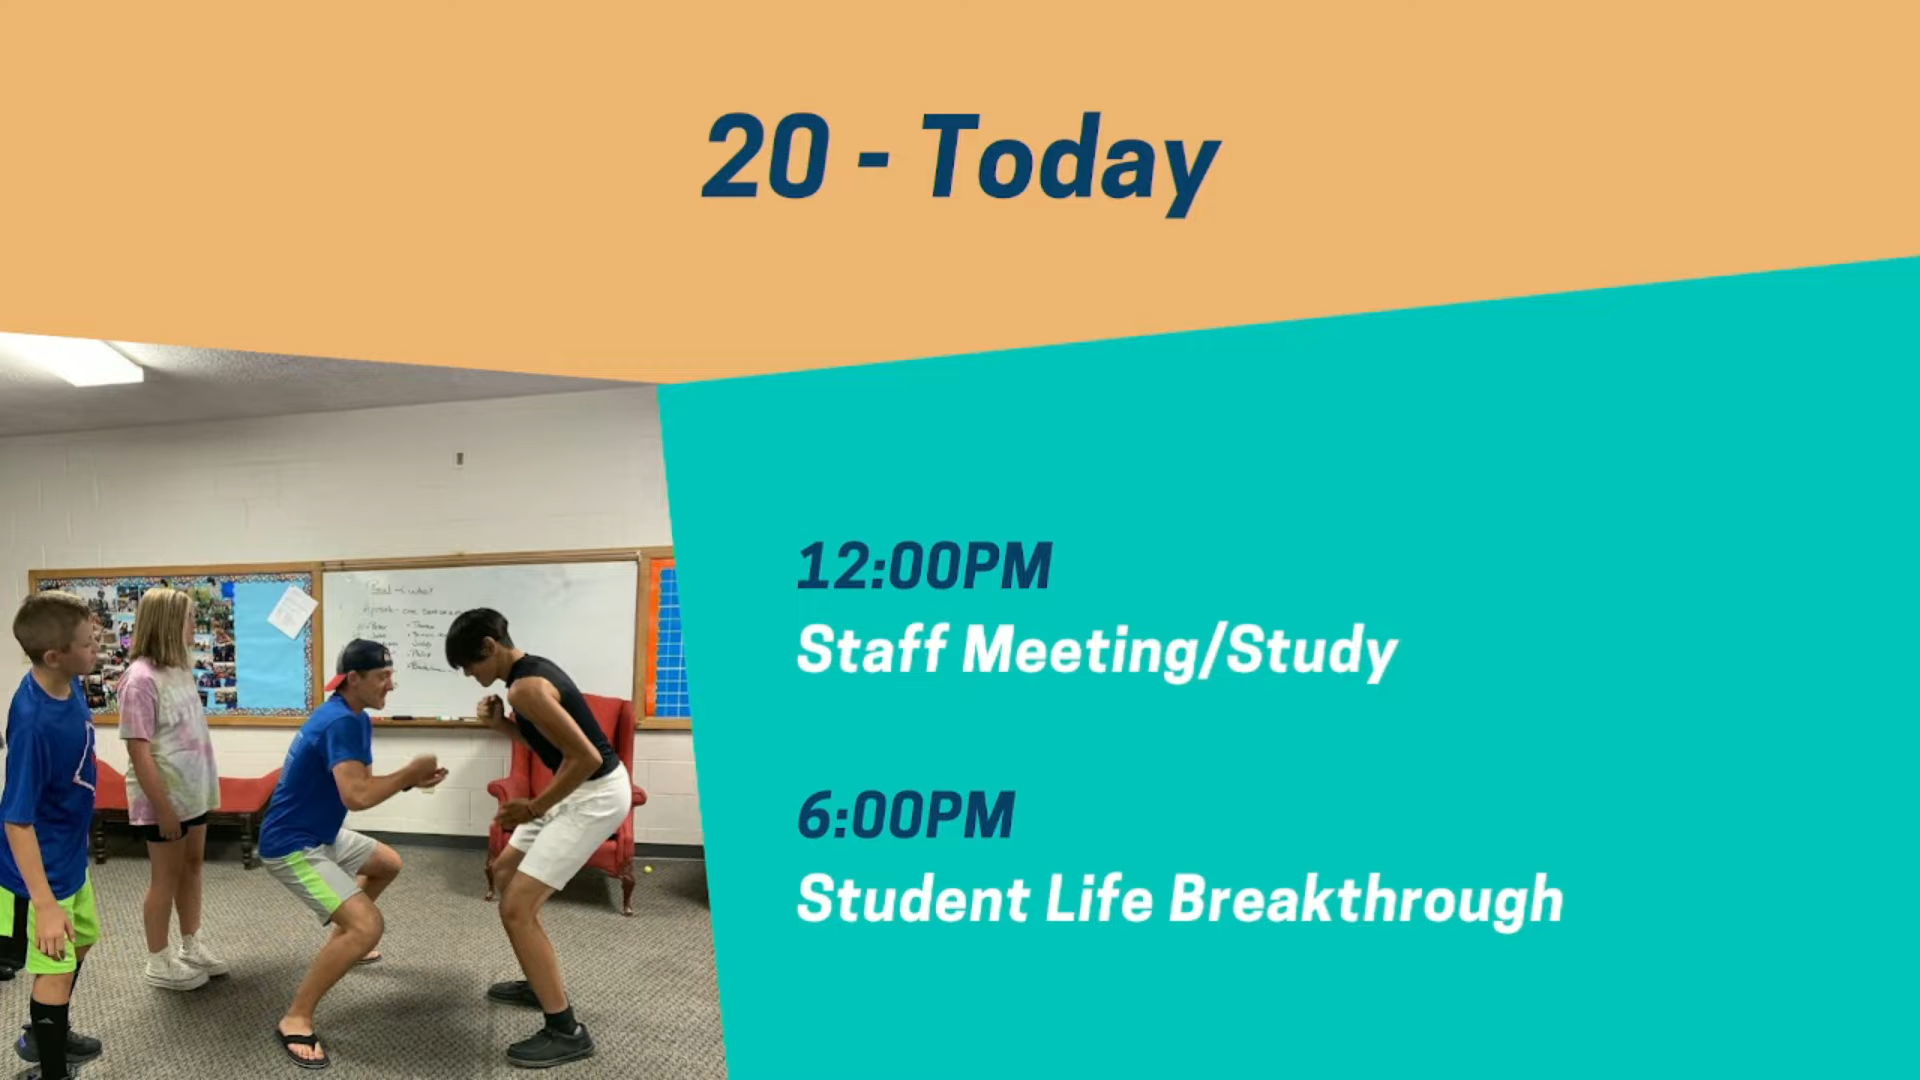 20 - Today
12:00PM
Staff Meeting/Study
6:00PM
Student Life Breakthrough